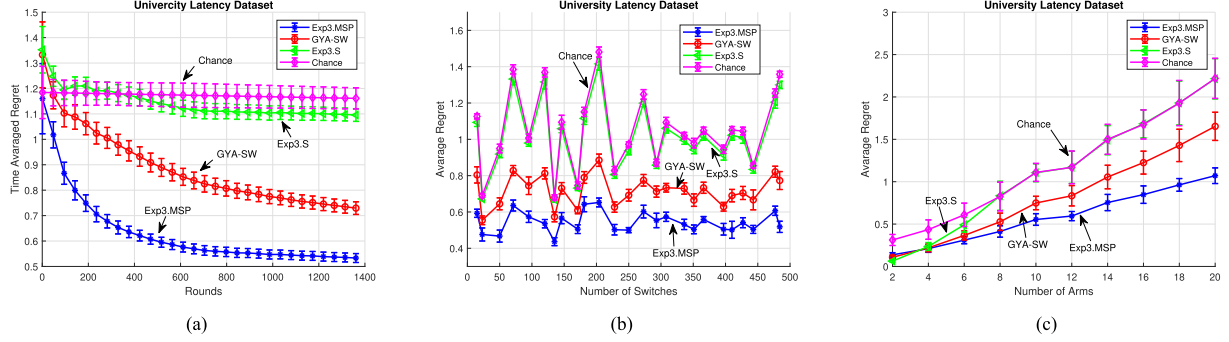 Univercity Latency Dataset
Time Avaraged Regret
1.5
1.4
1.3
1.2
1.1
1
0.9
0.8
0.7
0.6
0.5
0 200 400 600 800 1000 1200 1400
Rounds
Exp3.MSP
GYA-SW
Exp3.S
Chance
Chance
Exp3.S
GYA-SW
Exp3.MSP
(a)
University Latency Dataset
Avarage Regret
1.6
1.4
1.2
1
0.8
0.6
0.4
0 50 100 150 200 250 300 350 400 450 500
Number of Switches
Exp3.MSP
GYA-SW
Exp3.S
Chance
Chance
GYA-SW
Exp3.S
Exp3.MSP
(b)
University Latency Dataset
Avarage Regret
3
2.5
2
1.5
1
0.5
0
2 4 6 8 10 12 14 16 18 20
Number of Arms
Exp3.MSP
GYA-SW
Exp3.S
Chance
Chance
Exp3.S
GYA-SW
Exp3.MSP
(c)